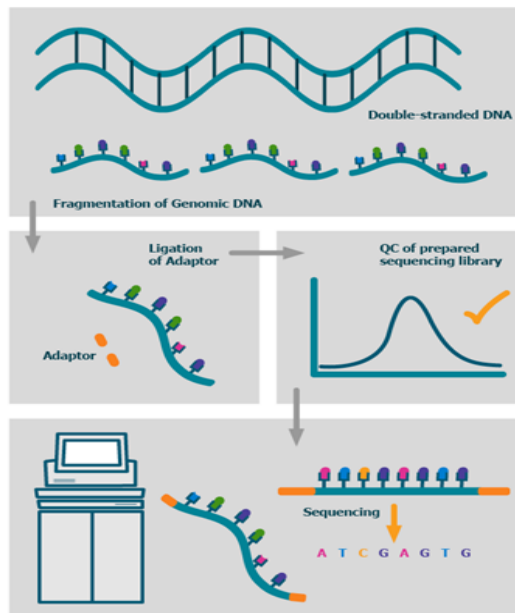 Double-stranded DNA
Fragmentation of Genomic DNA
Ligation
of Adaptor
Adaptor
QC of prepared
sequencing library
Sequencing
A T C G A G T G